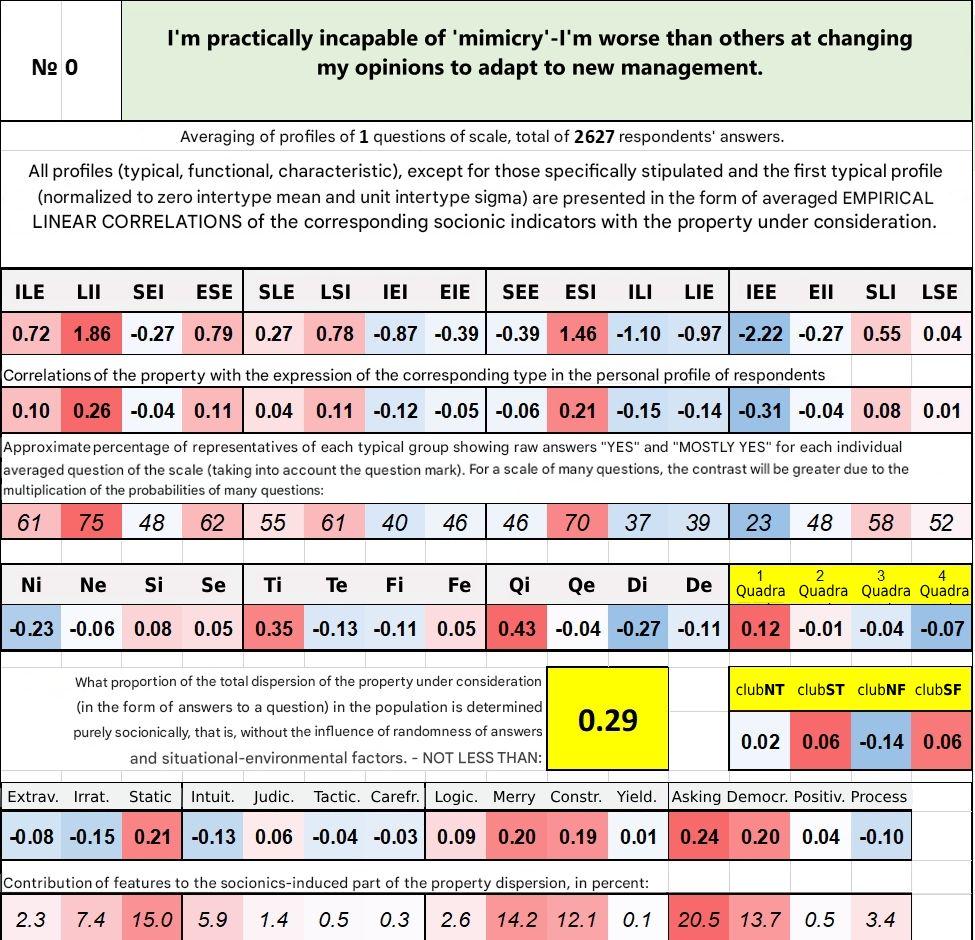 № 0
I'm practically incapable of 'mimicry'-I'm worse than others at changing
my opinions to adapt to new management.
Averaging of profiles of 1 questions of scale, total of 2627 respondents' answers.
All profiles (typical, functional, characteristic), except for those specifically stipulated and the first typical profile
(normalized to zero intertype mean and unit intertype sigma) are presented in the form of averaged EMPIRICAL
LINEAR CORRELATIONS of the corresponding socionic indicators with the property under consideration.
ILE LII SEI ESE SLE LSI IEI EIE SEE ESI ILI LIE IEE EII SLI LSE
0.72 1.86 -0.27 0.79 0.27 0.78 -0.87 -0.39 -0.39 1.46 -1.10 -0.97 -2.22 -0.27 0.55 0.04
Correlations of the property with the expression of the corresponding type in the personal profile of respondents
0.10 0.26 -0.04 0.11 0.04 0.11 -0.12 -0.05 -0.06 0.21 -0.15 -0.14 -0.31 -0.04 0.08 0.01
Approximate percentage of representatives of each typical group showing raw answers "YES" and "MOSTLY YES" for each individual
averaged question of the scale (taking into account the question mark). For a scale of many questions, the contrast will be greater due to the
multiplication of the probabilities of many questions:
61 75 48 62 55 61 40 46 46 70 37 39 23 48 58 52
Ni Ne Si Se Ti Te Fi Fe Qi Qe Di De 1 Quadra 2 Quadra 3 Quadra 4 Quadra
-0.23 -0.06 0.08 0.05 0.35 -0.13 -0.11 0.05 0.43 -0.04 -0.27 -0.11 0.12 -0.01 -0.04 -0.07
What proportion of the total dispersion of the property under consideration
(in the form of answers to a question) in the population is determined
purely socionically, that is, without the influence of randomness of answers
and situational-environmental factors. - NOT LESS THAN:
0.29
clubNT clubST clubNF clubSF
0.02 0.06 -0.14 0.06
Extrav. Irrat. Static Intuit. Judic. Tactic. Carefr. Logic. Merry Constr. Yield. Asking Democr. Positiv. Process
-0.08 -0.15 0.21 -0.13 0.06 -0.04 -0.03 0.09 0.20 0.19 0.01 0.24 0.20 0.04 -0.10
Contribution of features to the socionics-induced part of the property dispersion, in percent:
2.3 7.4 15.0 5.9 1.4 0.5 0.3 2.6 14.2 12.1 0.1 20.5 13.7 0.5 3.4